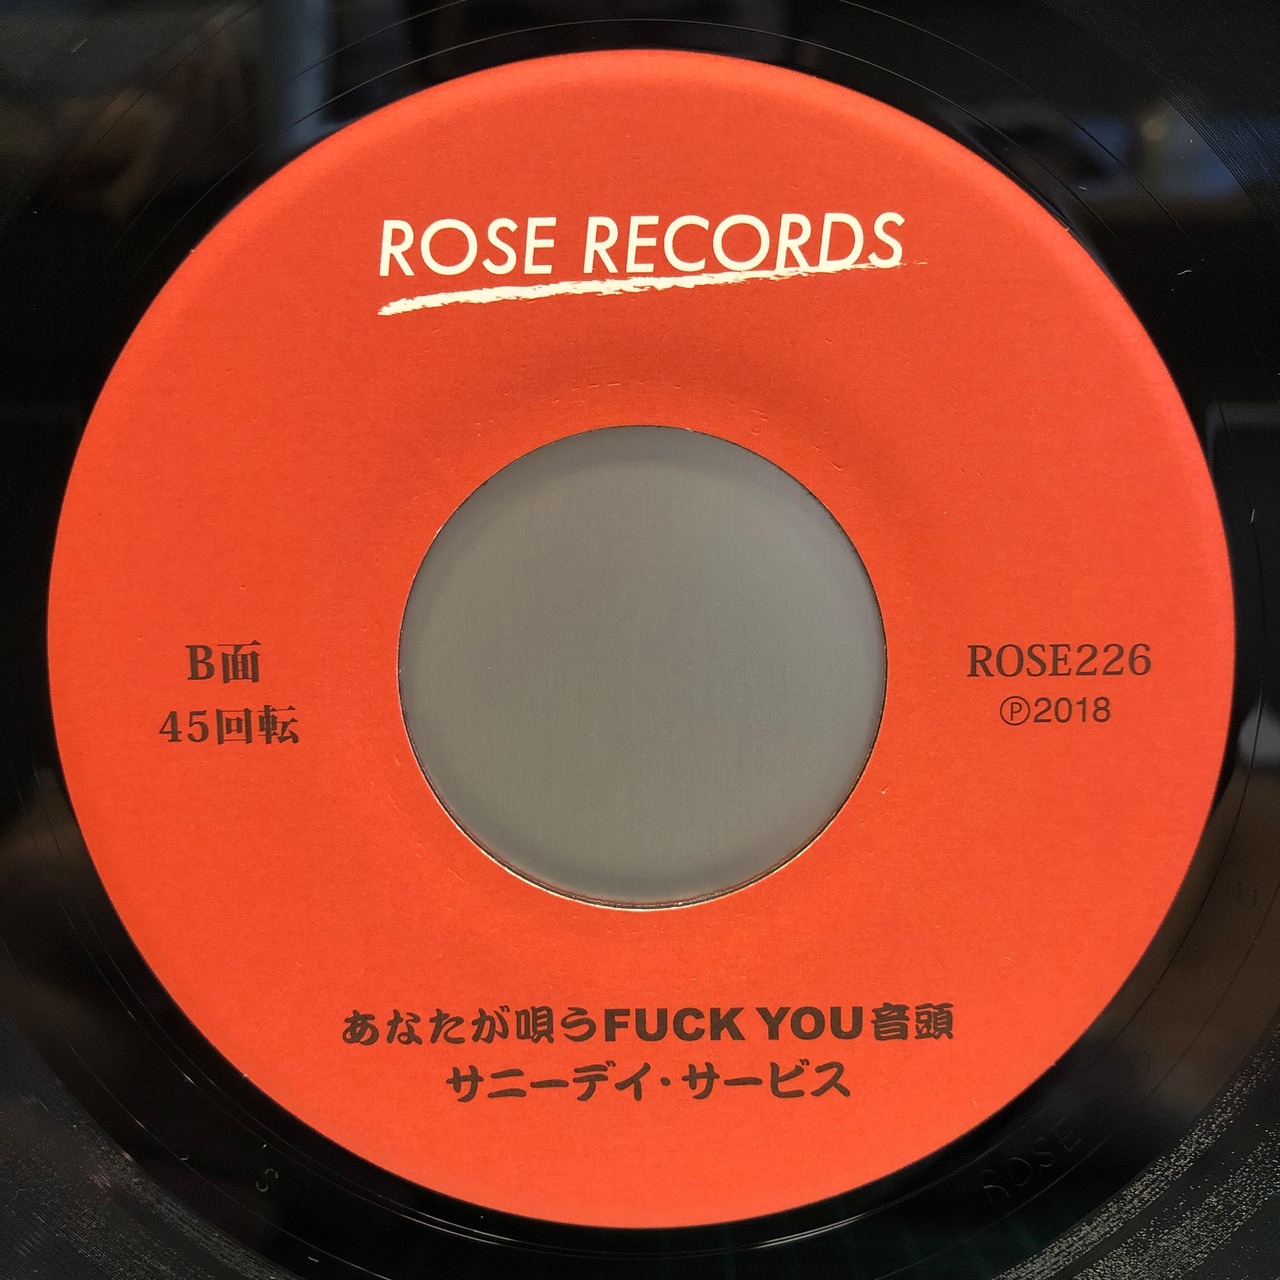 ROSE RECORDS
B面
45回転
ROSE226
Ⓟ2018
あなたが唄うFUCK YOU音頭
サニーデイ・サービス
ROSE
S